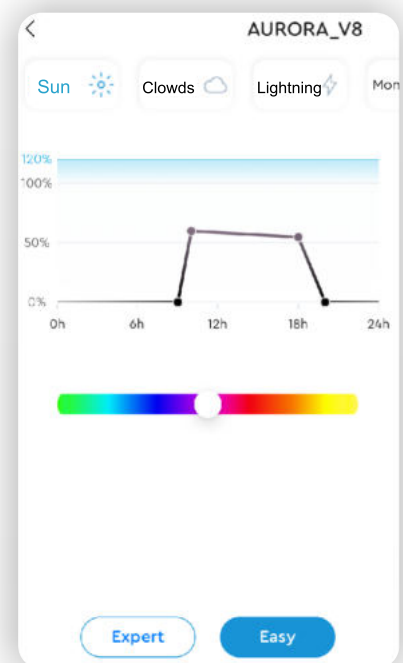 AURORA_V8
Sun Clowds Lightning Mon
120%
100%
50%
0%
0h 6h 12h 18h 24h
Expert Easy